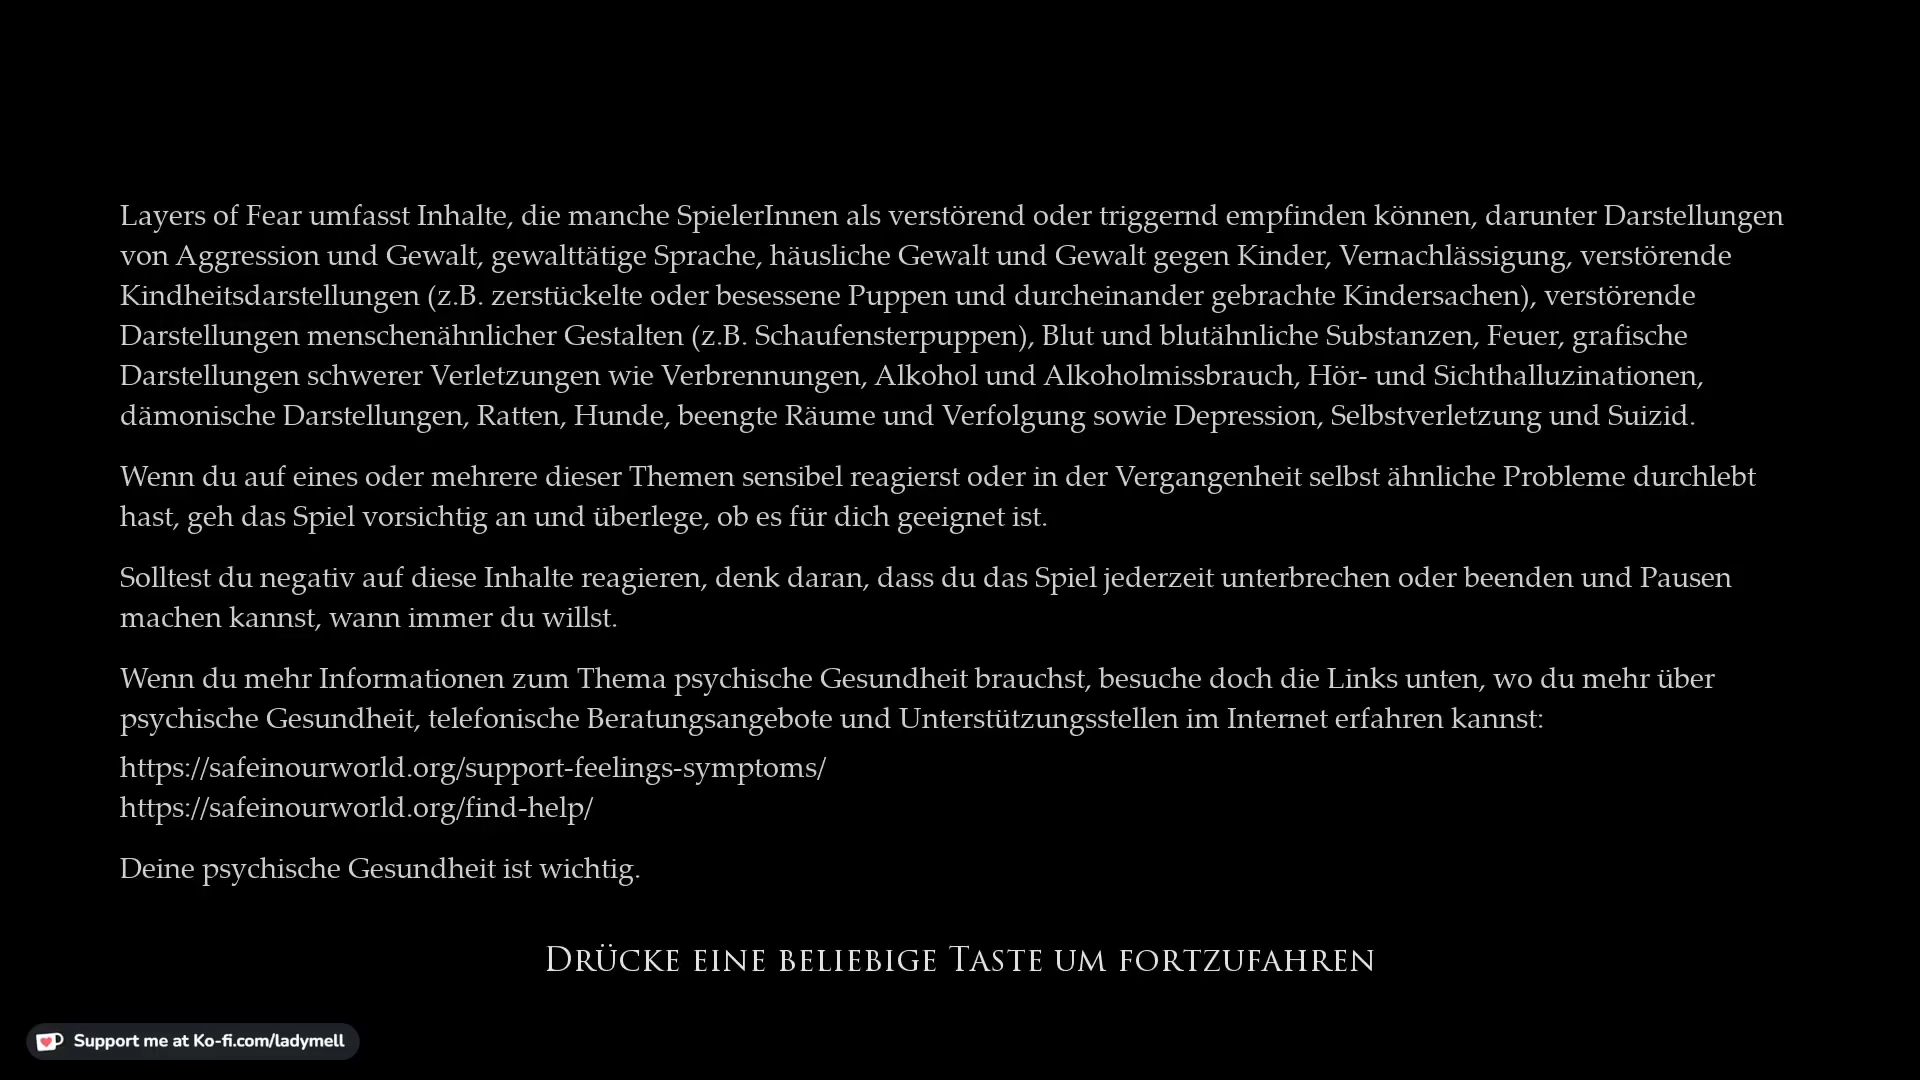 Layers of Fear umfasst Inhalte, die manche SpielerInnen als verstörend oder triggernd empfinden können, darunter Darstellungen
von Aggression und Gewalt, gewalttätige Sprache, häusliche Gewalt und Gewalt gegen Kinder, Vernachlässigung, verstörende
Kindheitsdarstellungen (z.B. zerstückelte oder besessene Puppen und durcheinander gebrachte Kindersachen), verstörende
Darstellungen menschenähnlicher Gestalten (z.B. Schaufensterpuppen), Blut und blutähnliche Substanzen, Feuer, grafische
Darstellungen schwerer Verletzungen wie Verbrennungen, Alkohol und Alkoholmissbrauch, Hör- und Sichthalluzinationen,
dämonische Darstellungen, Ratten, Hunde, beengte Räume und Verfolgung sowie Depression, Selbstverletzung und Suizid.
Wenn du auf eines oder mehrere dieser Themen sensibel reagierst oder in der Vergangenheit selbst ähnliche Probleme durchlebt
hast, geh das Spiel vorsichtig an und überlege, ob es für dich geeignet ist.
Solltest du negativ auf diese Inhalte reagieren, denk daran, dass du das Spiel jederzeit unterbrechen oder beenden und Pausen
machen kannst, wann immer du willst.
Wenn du mehr Informationen zum Thema psychische Gesundheit brauchst, besuche doch die Links unten, wo du mehr über
psychische Gesundheit, telefonische Beratungsangebote und Unterstützungsstellen im Internet erfahren kannst:
https://safeinourworld.org/support-feelings-symptoms/
https://safeinourworld.org/find-help/
Deine psychische Gesundheit ist wichtig.
Drücke eine beliebige Taste um fortzufahren
Support me at Ko-fi.com/ladymell